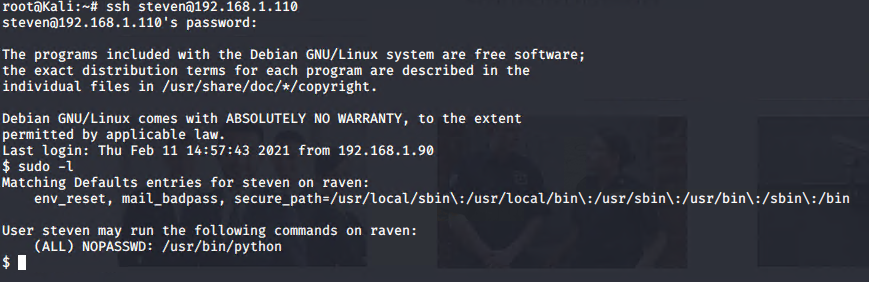 root@Kali:~# ssh steven@192.168.1.110
steven@192.168.1.110's password:

The programs included with the Debian GNU/Linux system are free software;
the exact distribution terms for each program are described in the
individual files in /usr/share/doc/*/copyright.

Debian GNU/Linux comes with ABSOLUTELY NO WARRANTY, to the extent
permitted by applicable law.
Last login: Thu Feb 11 14:57:43 2021 from 192.168.1.90
$ sudo -l
Matching Defaults entries for steven on raven:
    env_reset, mail_badpass, secure_path=/usr/local/sbin\:/usr/local/bin\:/usr/sbin\:/usr/bin\:/sbin\:/bin

User steven may run the following commands on raven:
    (ALL) NOPASSWD: /usr/bin/python
$